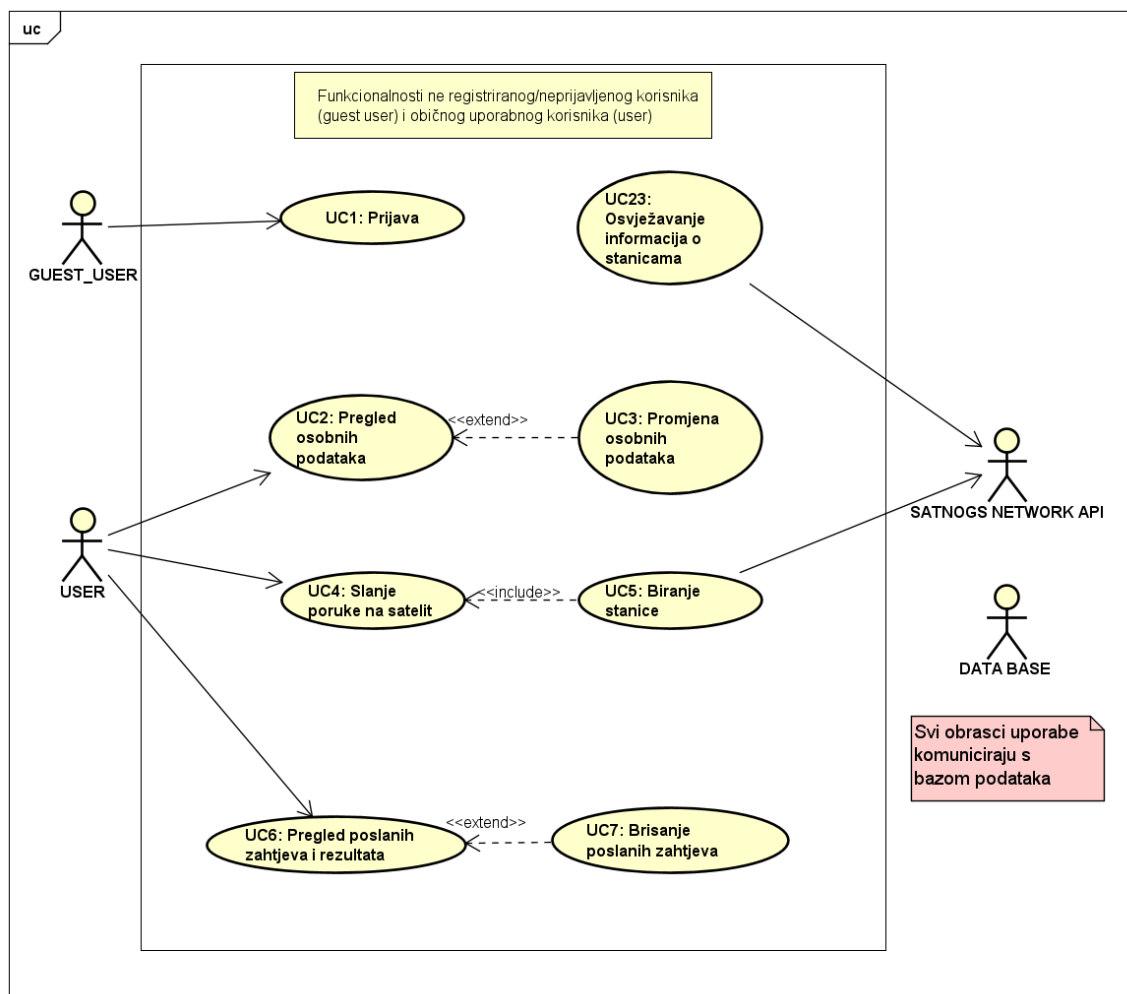 uc
Funkcionalnosti ne registriranog/neprijavljenog korisnika
(guest user) i običnog uporabnog korisnika (user)
GUEST_USER
UC1: Prijava
UC23:
Osvježavanje
informacija o
stanicama
UC2: Pregled
osobnih
podataka
<<extend>>
UC3: Promjena
osobnih
podataka
SATNOGS NETWORK API
USER
UC4: Slanje
poruke na satelit
<<include>>
UC5: Biranje
stanice
DATA BASE
Svi obrasci uporabe
komuniciraju s
bazom podataka
UC6: Pregled poslanih
zahtjeva i rezultata
<<extend>>
UC7: Brisanje
poslanih zahtjeva